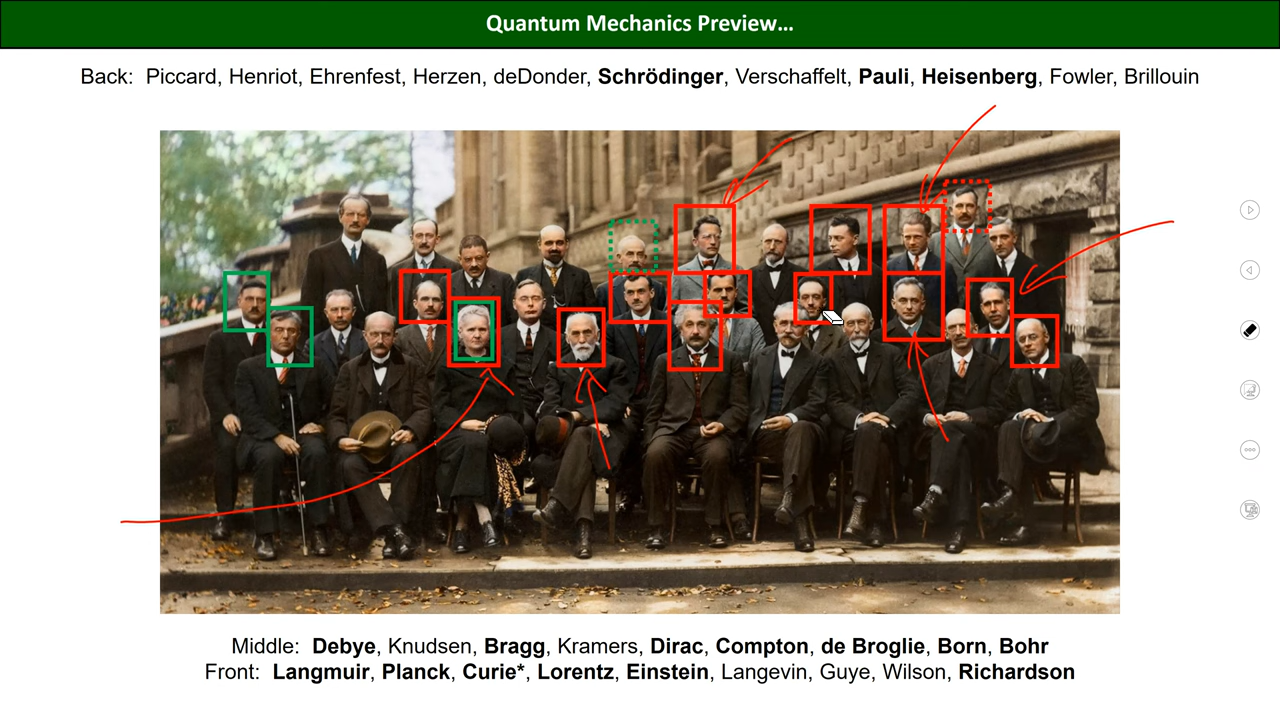 Quantum Mechanics Preview...
Back: Piccard, Henriot, Ehrenfest, Herzen, deDonder, Schrödinger, Verschaffelt, Pauli, Heisenberg, Fowler, Brillouin
Middle: Debye, Knudsen, Bragg, Kramers, Dirac, Compton, de Broglie, Born, Bohr
Front: Langmuir, Planck, Curie*, Lorentz, Einstein, Langevin, Guye, Wilson, Richardson